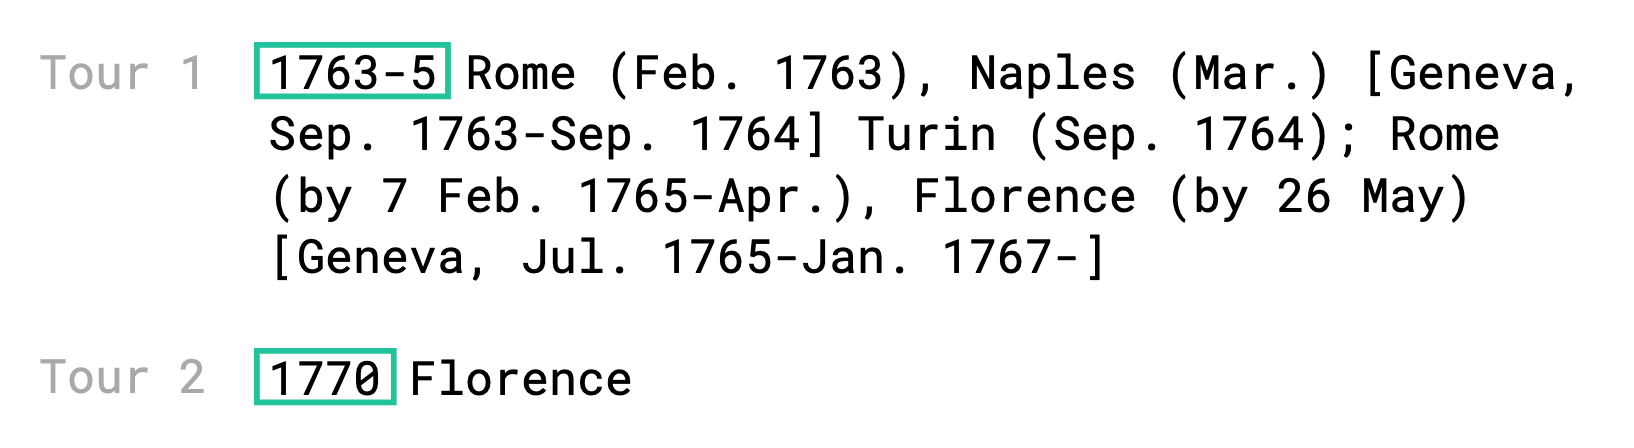 Tour 1 1763-5 Rome (Feb. 1763), Naples (Mar.) [Geneva,
Sep. 1763-Sep. 1764] Turin (Sep. 1764); Rome
(by 7 Feb. 1765-Apr.), Florence (by 26 May)
[Geneva, Jul. 1765-Jan. 1767-]
Tour 2 1770 Florence